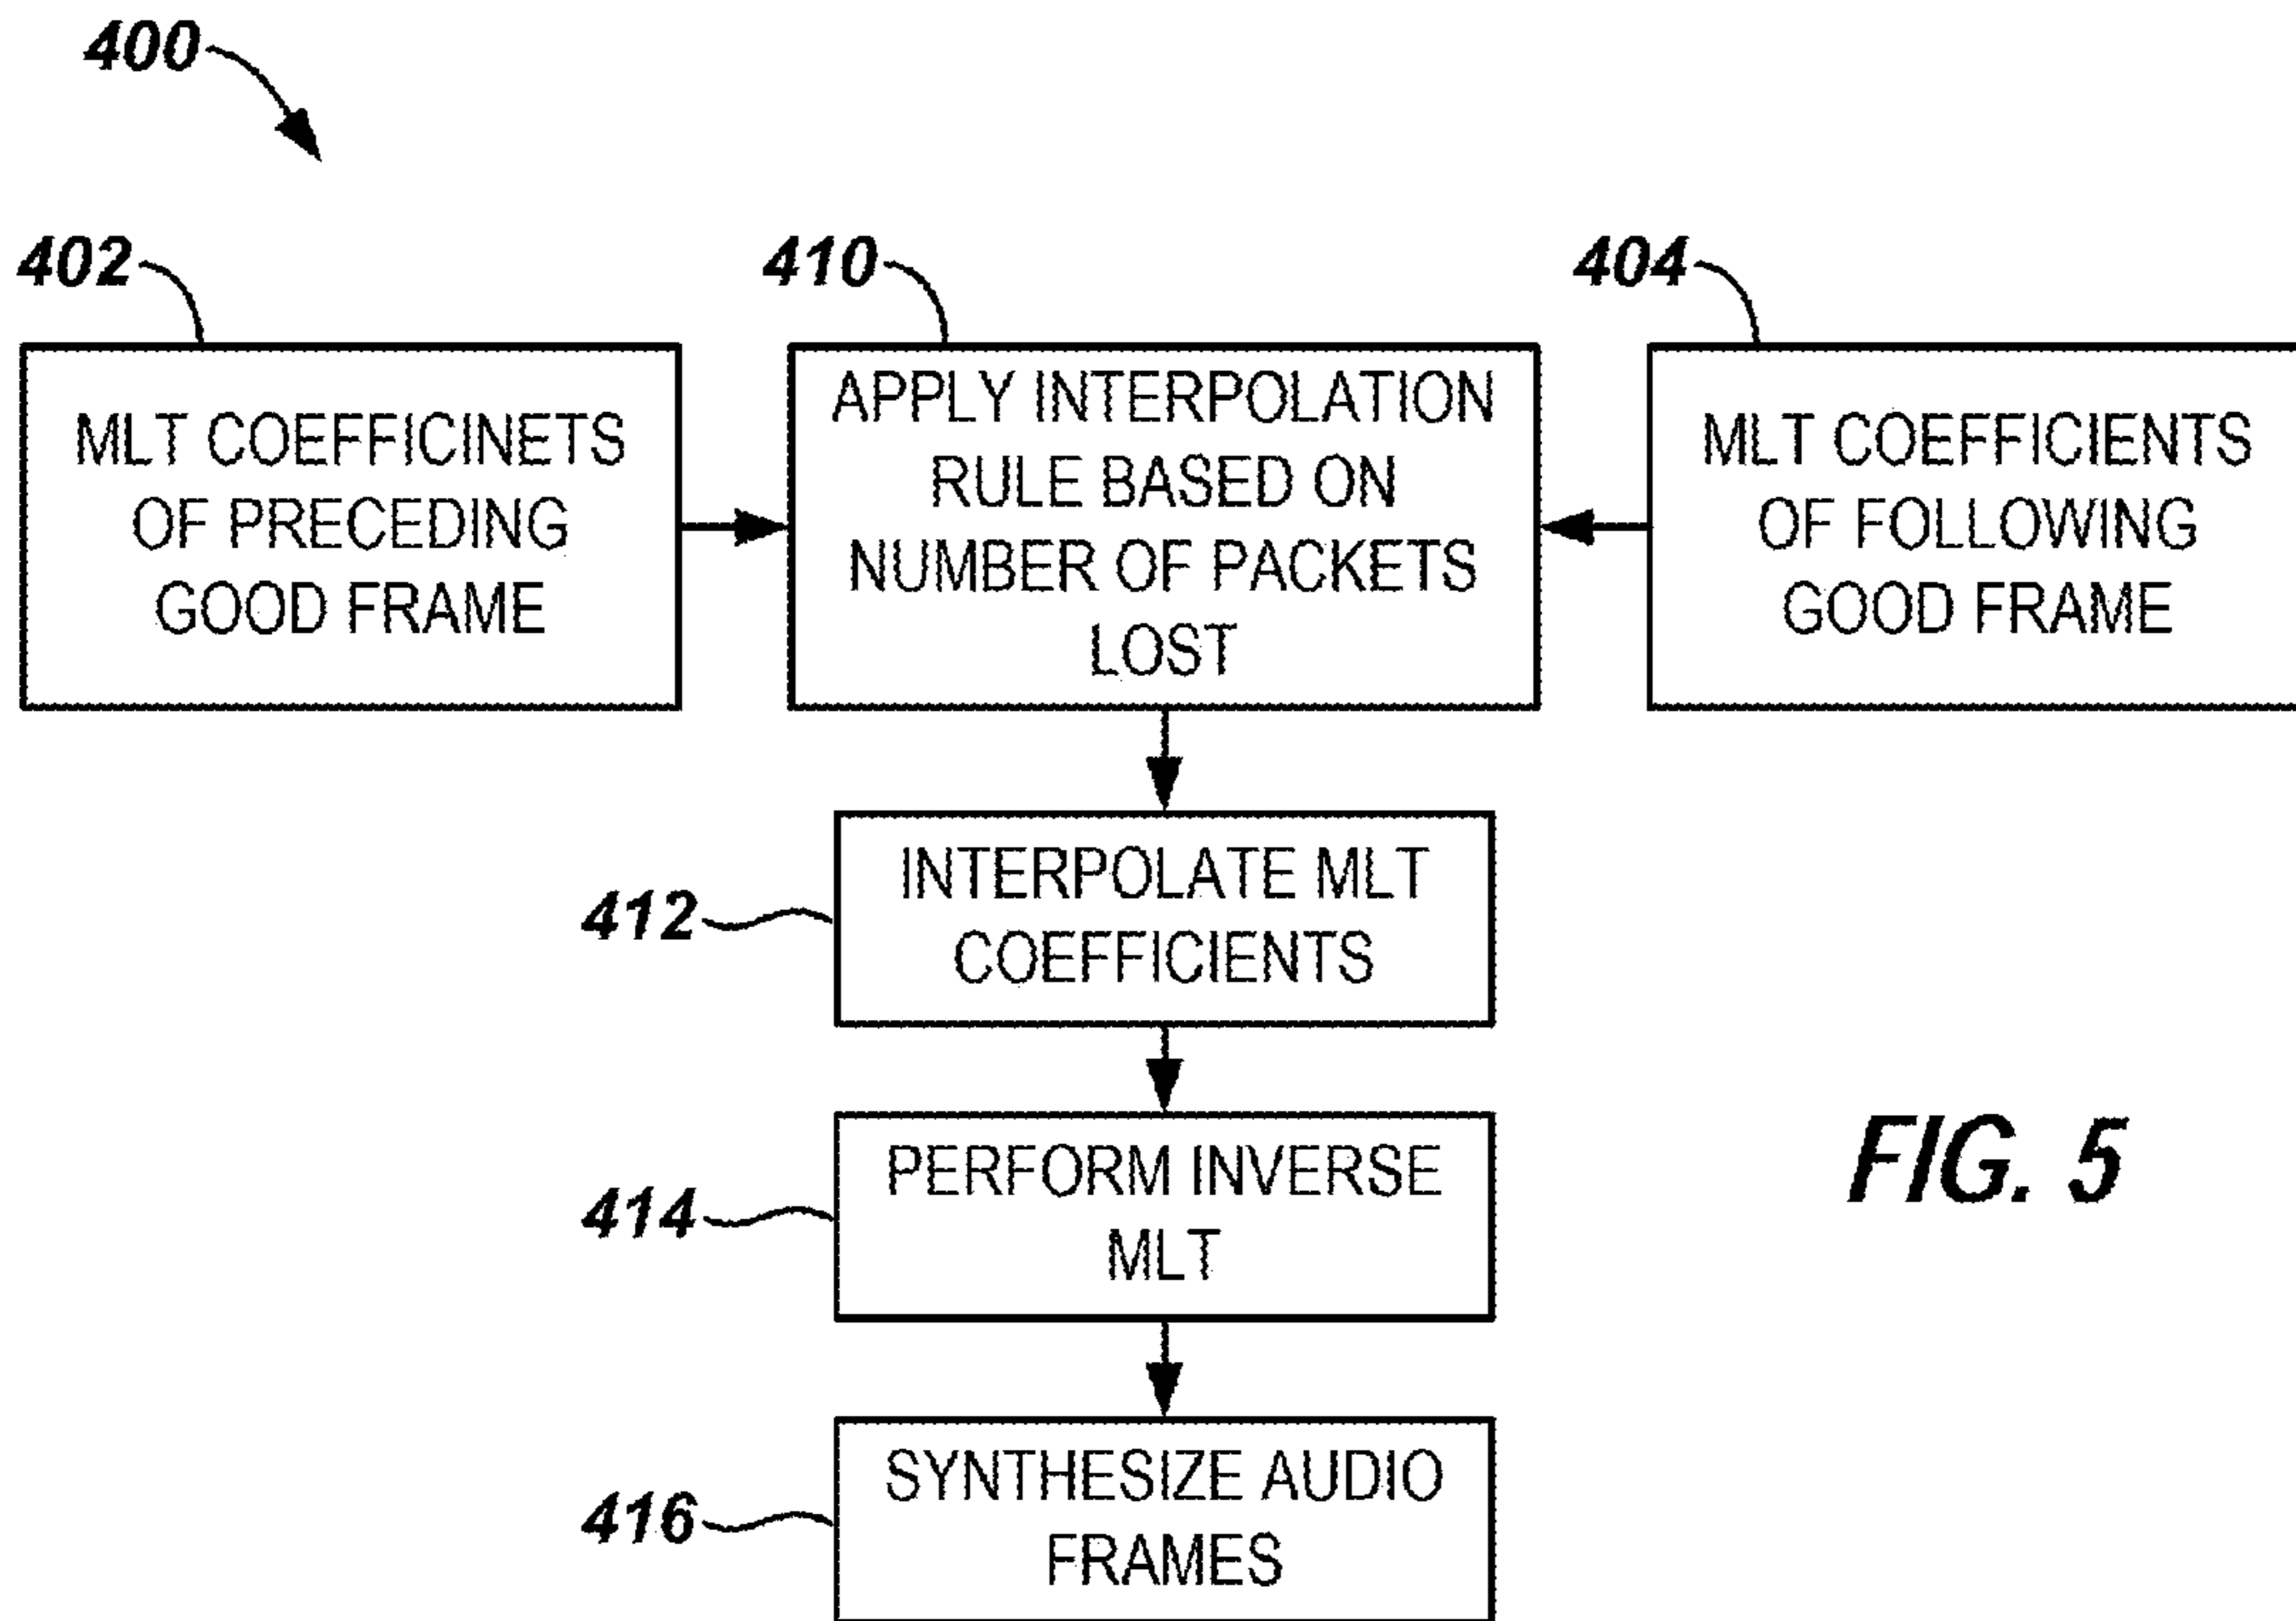 400
402
MLT COEFFICINETS
OF PRECEDING
GOOD FRAME
410
APPLY INTERPOLATION
RULE BASED ON
NUMBER OF PACKETS
LOST
404
MLT COEFFICIENTS
OF FOLLOWING
GOOD FRAME
412
INTERPOLATE MLT
COEFFICIENTS
414
PERFORM INVERSE
MLT
FIG. 5
416
SYNTHESIZE AUDIO
FRAMES